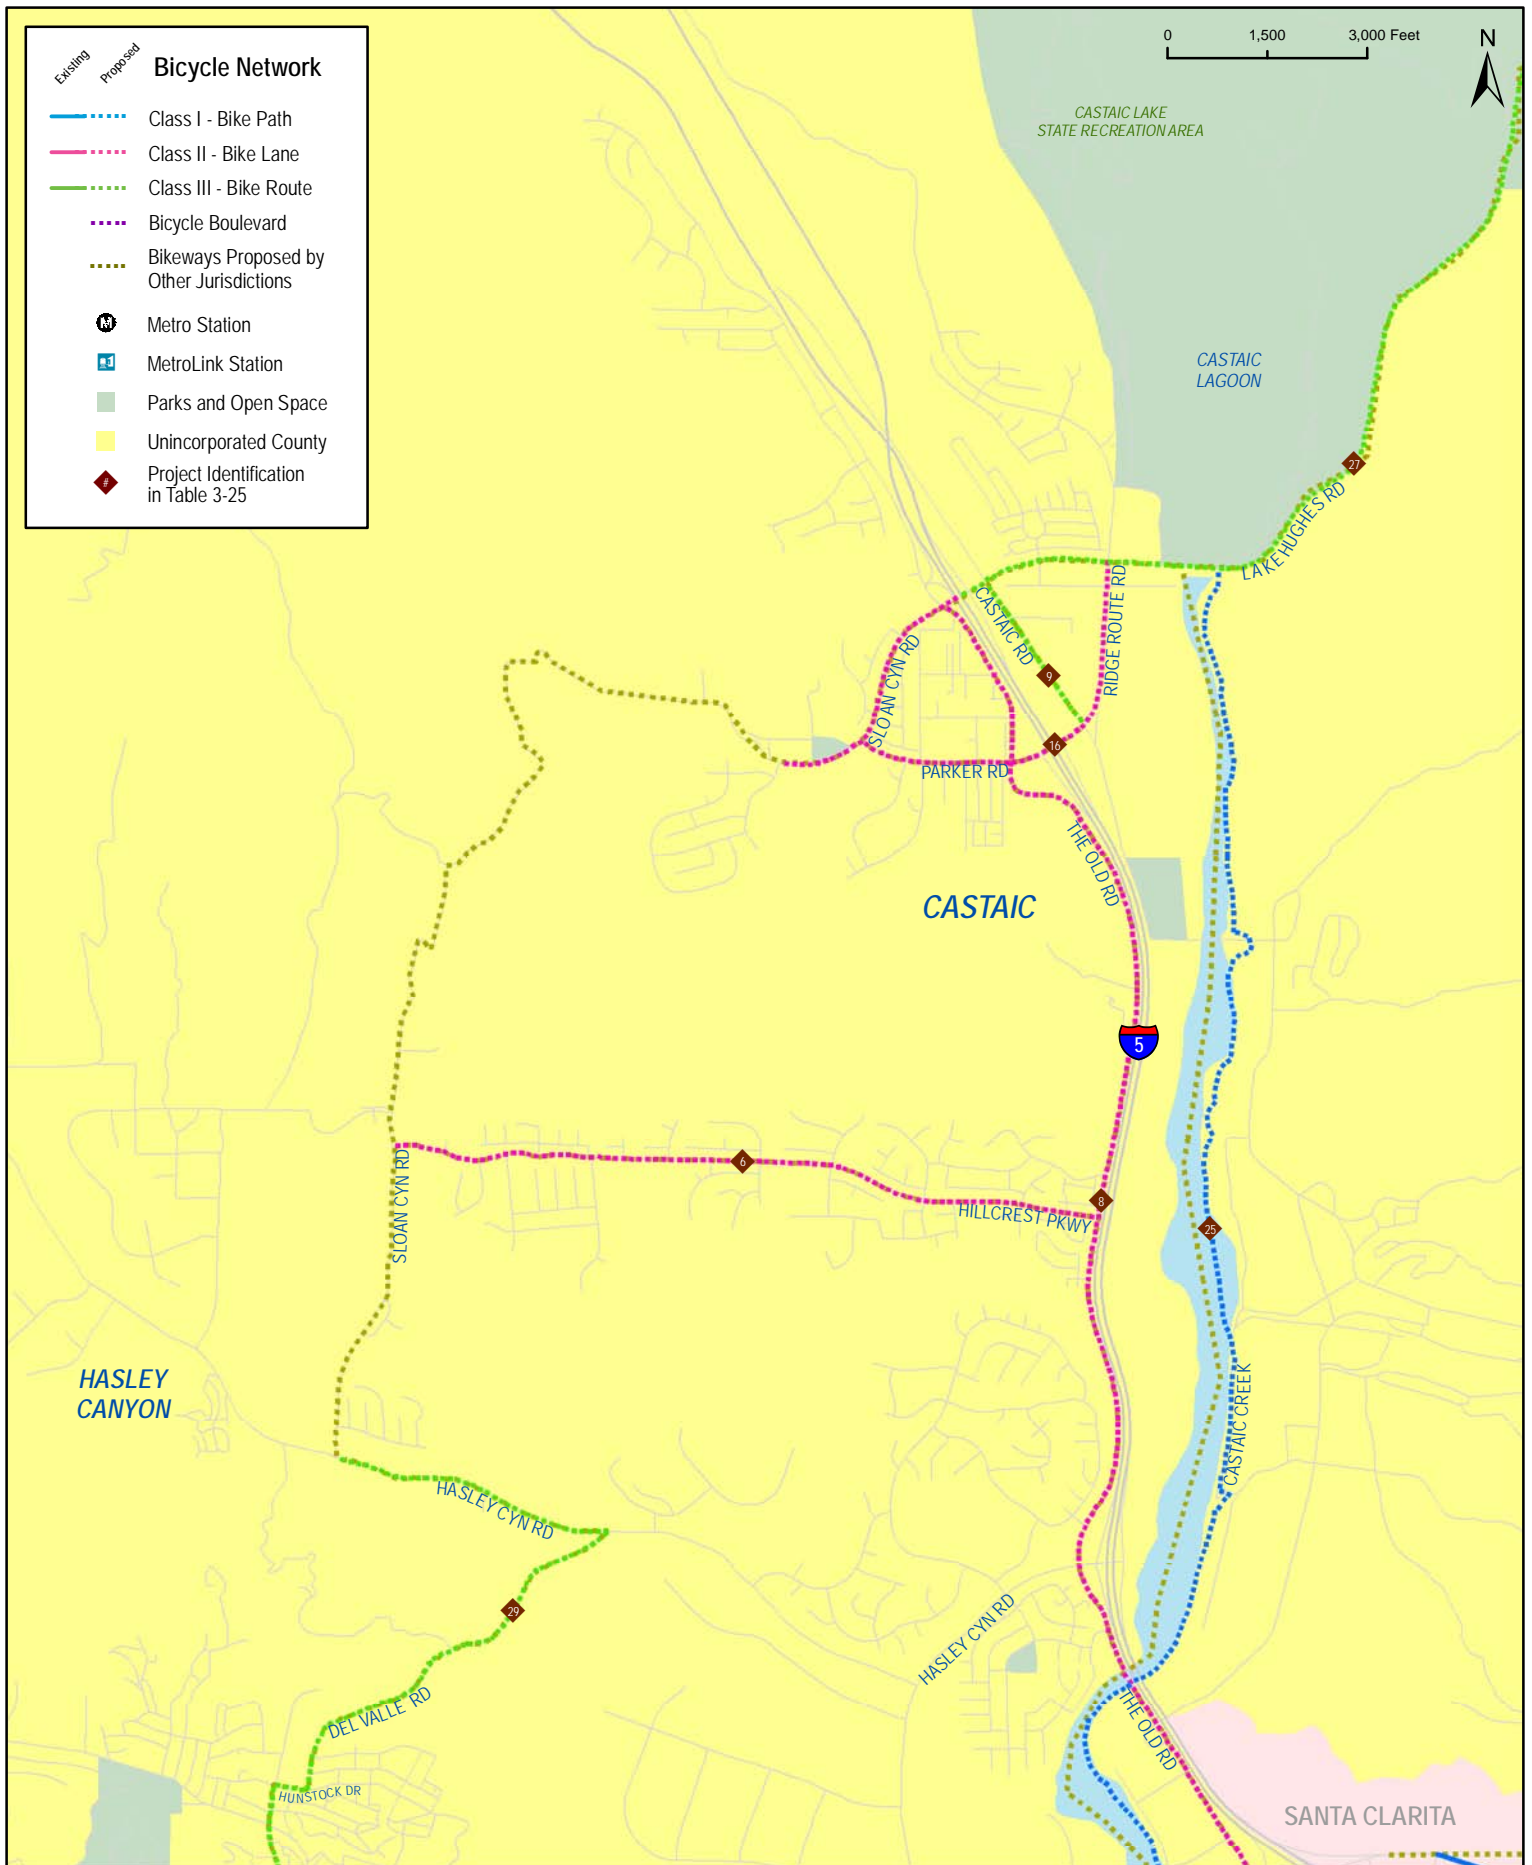 Existing
Proposed
Bicycle Network
Class I - Bike Path
Class II - Bike Lane
Class III - Bike Route
Bicycle Boulevard
Bikeways Proposed by
Other Jurisdictions
M
Metro Station
MetroLink Station
Parks and Open Space
Unincorporated County
#
Project Identification
in Table 3-25
0
1,500
3,000 Feet
N
CASTAIC LAKE
STATE RECREATION AREA
CASTAIC
LAGOON
27
LAKE HUGHES RD
CASTAIC RD
RIDGE ROUTE RD
SLOAN CYN RD
9
16
PARKER RD
THE OLD RD
CASTAIC
5
SLOAN CYN RD
6
8
HILLCREST PKWY
25
HASLEY
CANYON
CASTAIC CREEK
HASLEY CYN RD
29
HASLEY CYN RD
DEL VALLE RD
THE OLD RD
HUNSTOCK DR
SANTA CLARITA